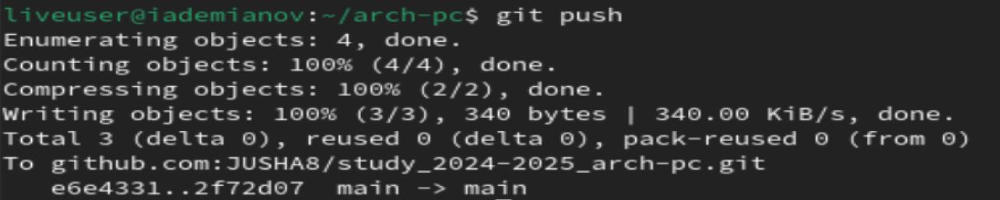 liveuser@iademianov:~/arch-pc$ git push
Enumerating objects: 4, done.
Counting objects: 100% (4/4), done.
Compressing objects: 100% (2/2), done.
Writing objects: 100% (3/3), 340 bytes | 340.00 KiB/s, done.
Total 3 (delta 0), reused 0 (delta 0), pack-reused 0 (from 0)
To github.com:JUSHA8/study_2024-2025_arch-pc.git
   e6e4331..2f72d07  main -> main